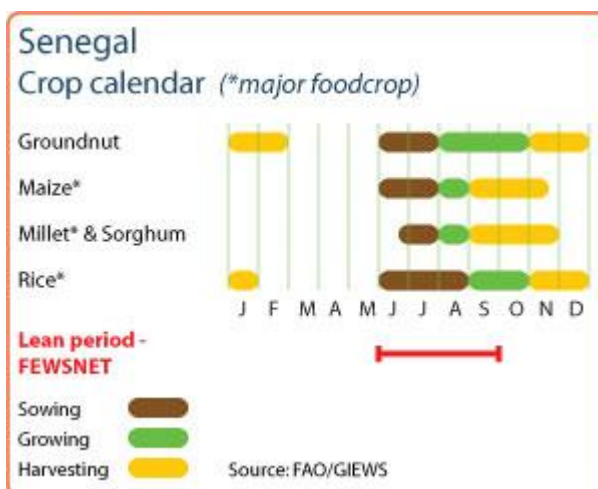 Senegal
Crop calendar (*major foodcrop)
Groundnut
Maize*
Millet* & Sorghum
Rice*
J F M A M J J A S O N D
Lean period -
FEWSNET
Sowing
Growing
Harvesting
Source: FAO/GIEWS